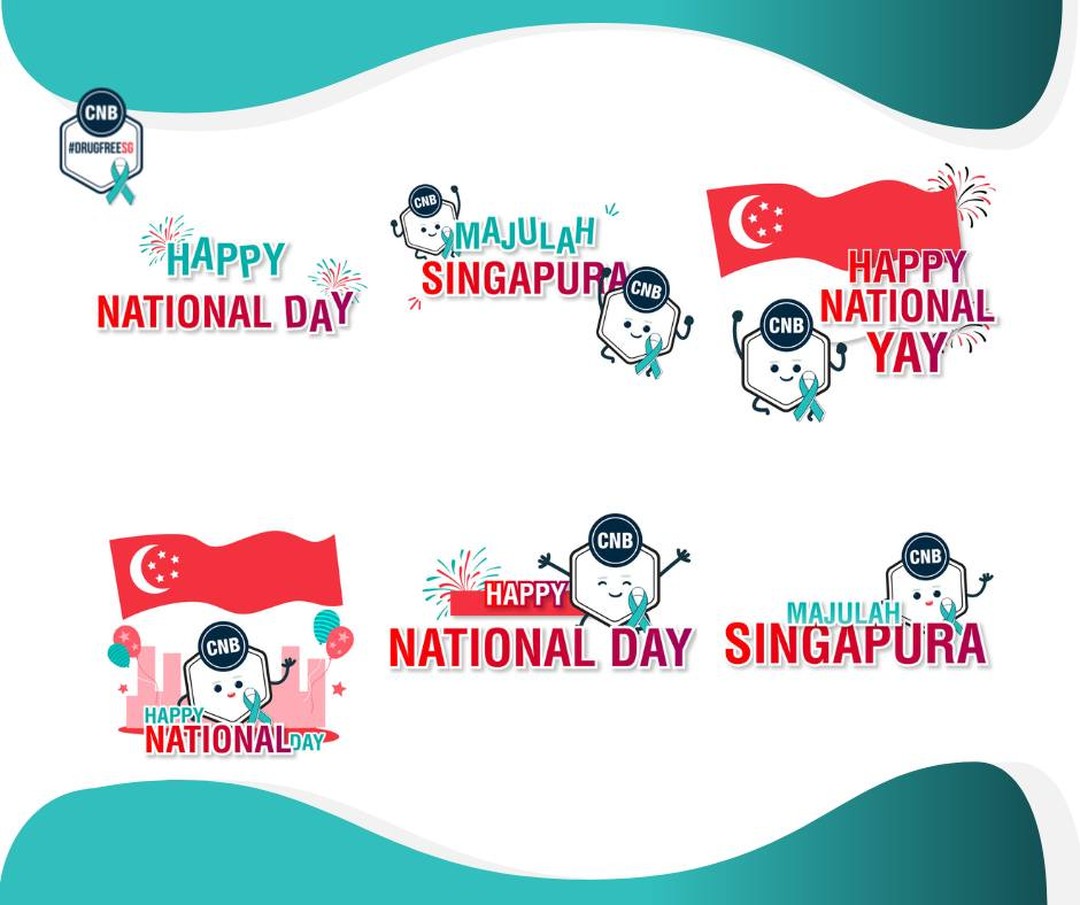 CNB
#DRUGFREESG
HAPPY
NATIONAL DAY
CNB
MAJULAH
SINGAPURA
CNB
HAPPY
NATIONAL
YAY
CNB
CNB
HAPPY
NATIONAL DAY
CNB
HAPPY
NATIONAL DAY
CNB
MAJULAH
SINGAPURA